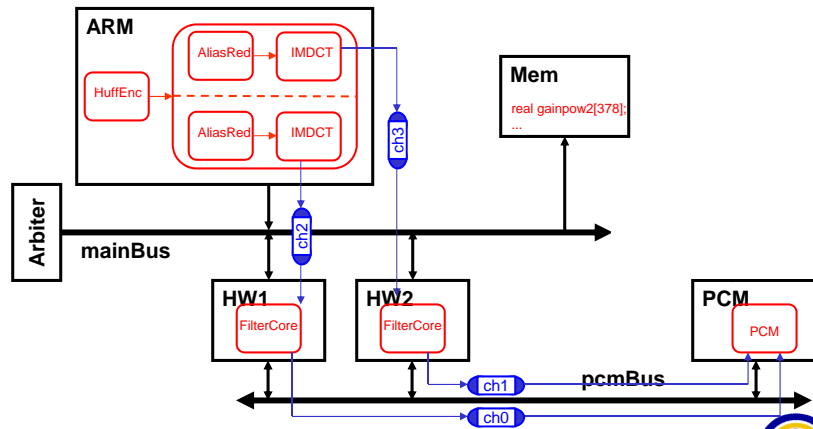 ARM
AliasRed
IMDCT
HuffEnc
AliasRed
IMDCT
Mem
real gainpow2[378];
...
ch3
Arbiter
ch2
mainBus
HW1
FilterCore
HW2
FilterCore
PCM
PCM
ch1
pcmBus
ch0